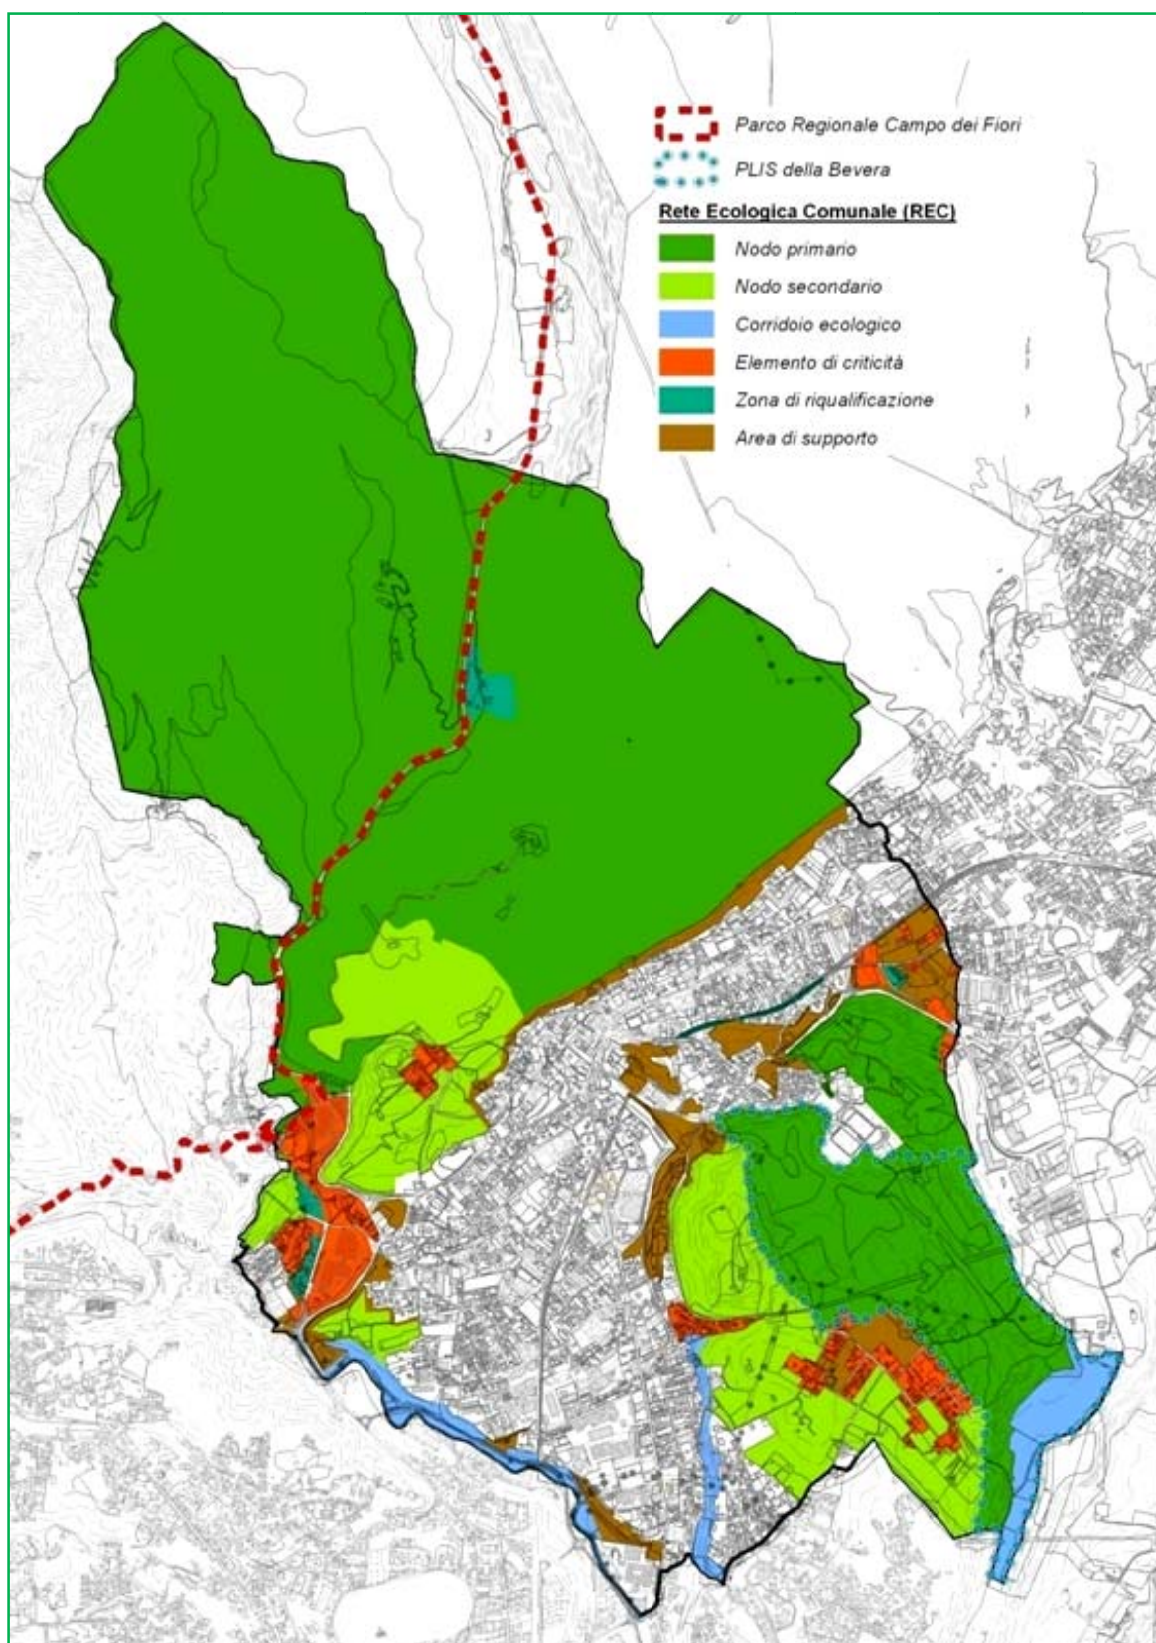 Parco Regionale Campo dei Fiori
PLIS della Bevera
Rete Ecologica Comunale (REC)
Nodo primario
Nodo secondario
Corridoio ecologico
Elemento di criticità
Zona di riqualificazione
Area di supporto